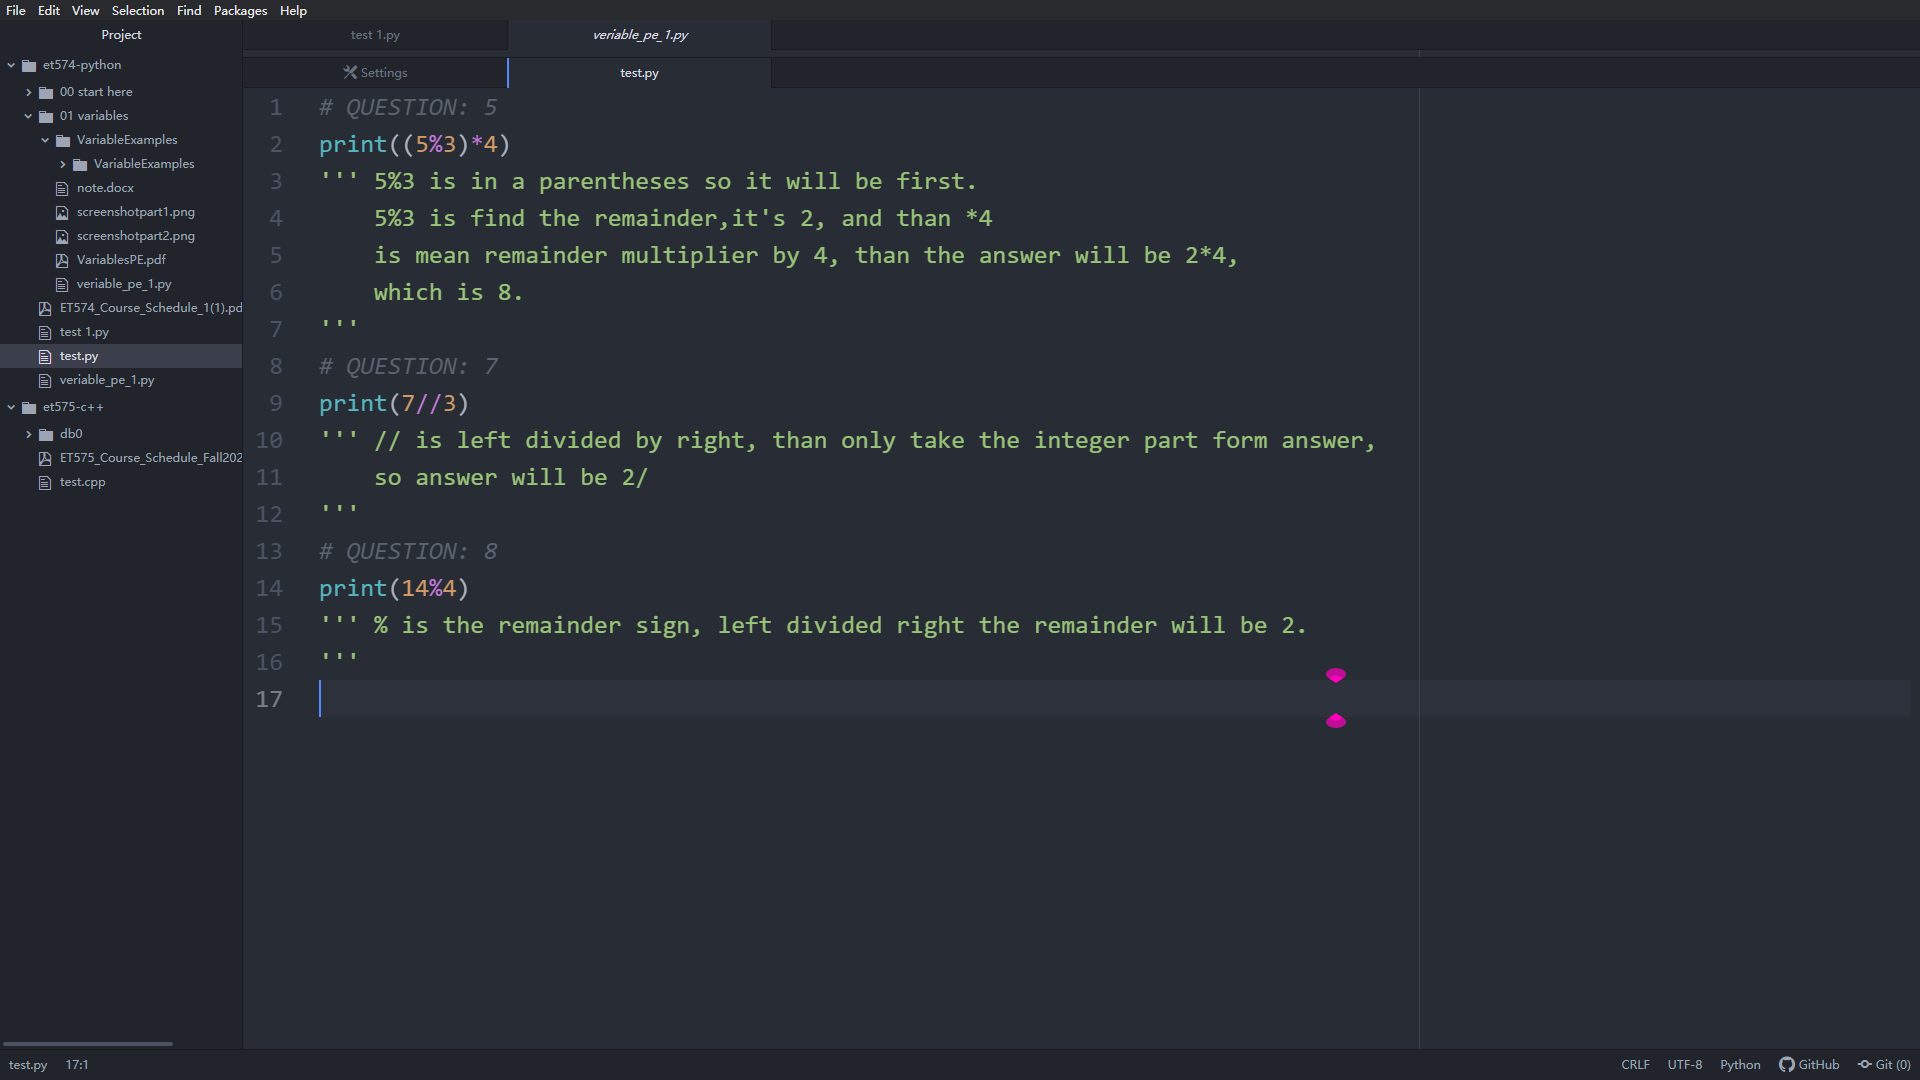 File Edit View Selection Find Packages Help
Project
et574-python
00 start here
01 variables
VariableExamples
VariableExamples
note.docx
screenshotpart1.png
screenshotpart2.png
VariablesPE.pdf
veriable_pe_1.py
ET574_Course_Schedule_1(1).pd
test 1.py
test.py
veriable_pe_1.py
et575-c++
db0
ET575_Course_Schedule_Fall202
test.cpp
test 1.py veriable_pe_1.py
Settings test.py
1 # QUESTION: 5
2 print((5%3)*4)
3 ''' 5%3 is in a parentheses so it will be first.
4 5%3 is find the remainder,it's 2, and than *4
5 is mean remainder multiplier by 4, than the answer will be 2*4,
6 which is 8.
7 '''
8 # QUESTION: 7
9 print(7//3)
10 ''' // is left divided by right, than only take the integer part form answer,
11 so answer will be 2/
12 '''
13 # QUESTION: 8
14 print(14%4)
15 ''' % is the remainder sign, left divided right the remainder will be 2.
16 '''
17
test.py 17:1 CRLF UTF-8 Python GitHub Git (0)